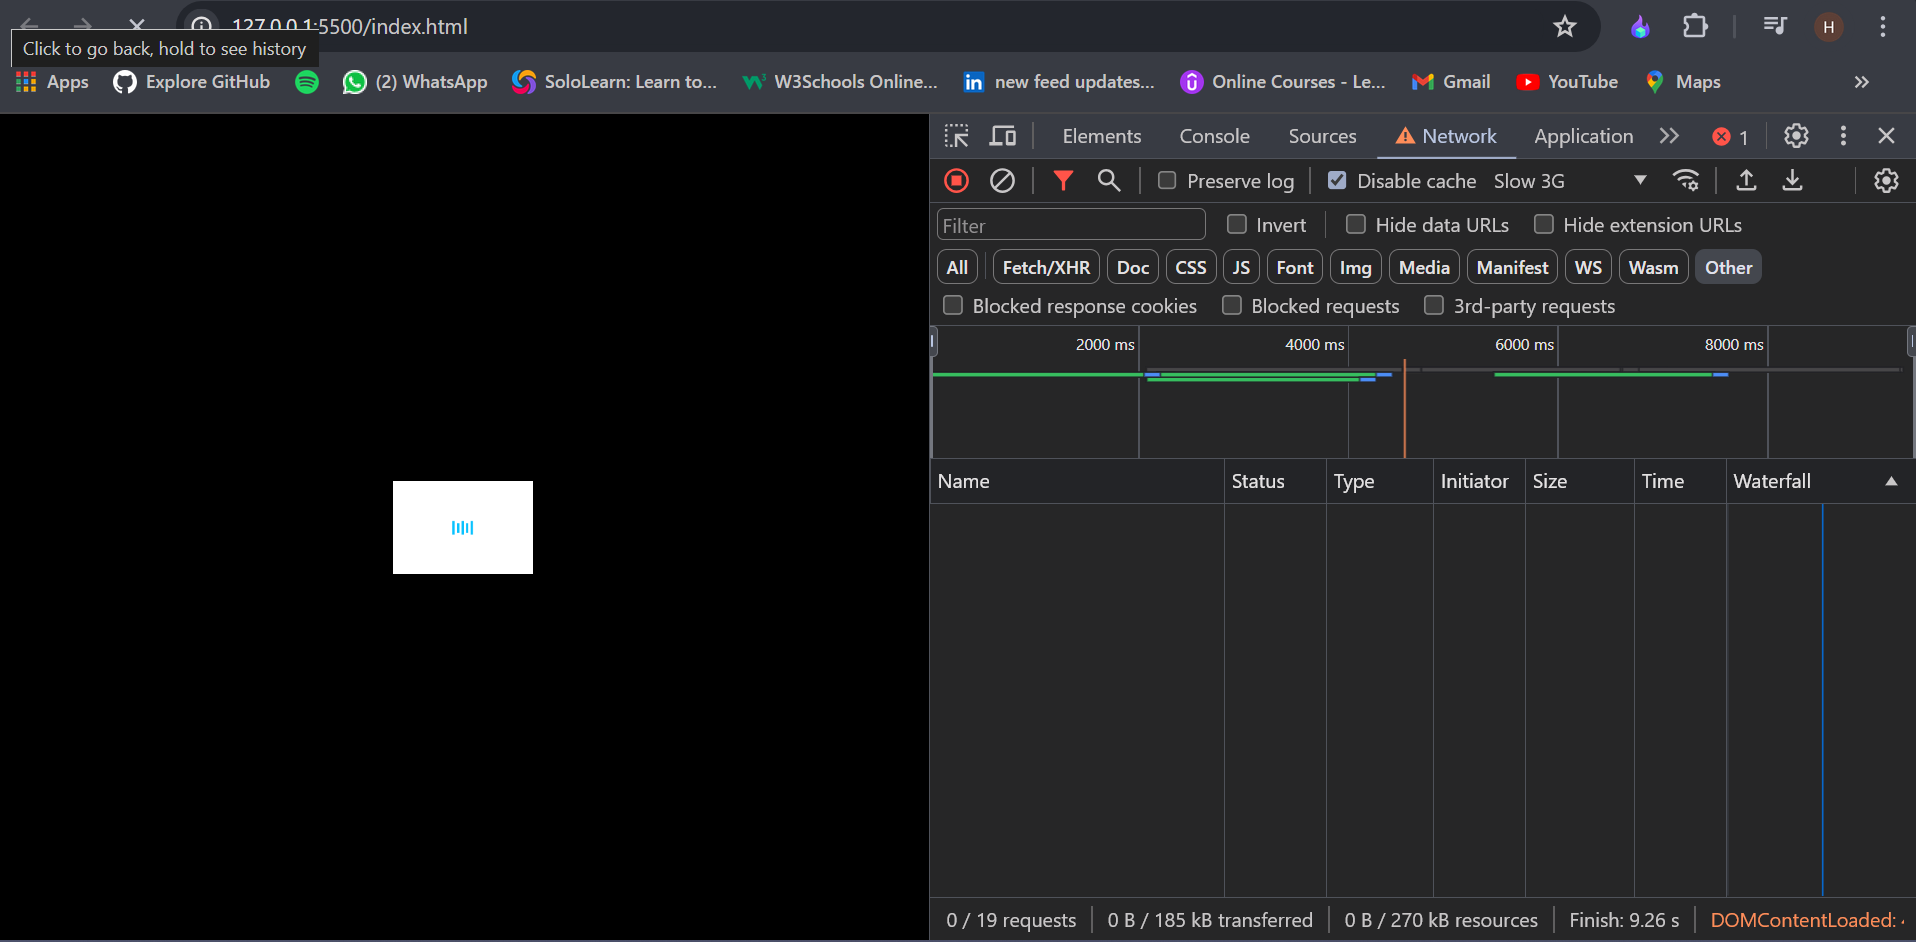 127.0.0.1:5500/index.html
H
Click to go back, hold to see history
Apps
Explore GitHub
(2) WhatsApp
SoloLearn: Learn to...
W3Schools Online...
new feed updates...
Online Courses - Le...
Gmail
YouTube
Maps
Elements
Console
Sources
Network
Application
1
Preserve log
Disable cache
Slow 3G
Filter
Invert
Hide data URLs
Hide extension URLs
All
Fetch/XHR
Doc
CSS
JS
Font
Img
Media
Manifest
WS
Wasm
Other
Blocked response cookies
Blocked requests
3rd-party requests
2000 ms
4000 ms
6000 ms
8000 ms
Name
Status
Type
Initiator
Size
Time
Waterfall
0 / 19 requests
0 B / 185 kB transferred
0 B / 270 kB resources
Finish: 9.26 s
DOMContentLoaded: